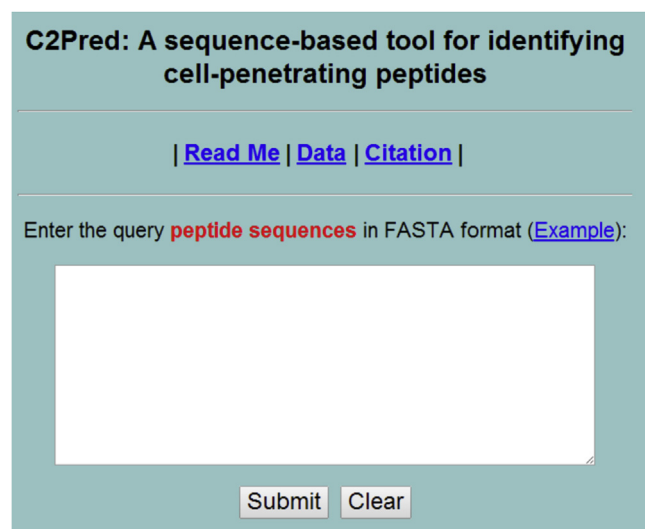 C2Pred: A sequence-based tool for identifying
cell-penetrating peptides
| Read Me | Data | Citation |
Enter the query peptide sequences in FASTA format (Example):
Submit Clear